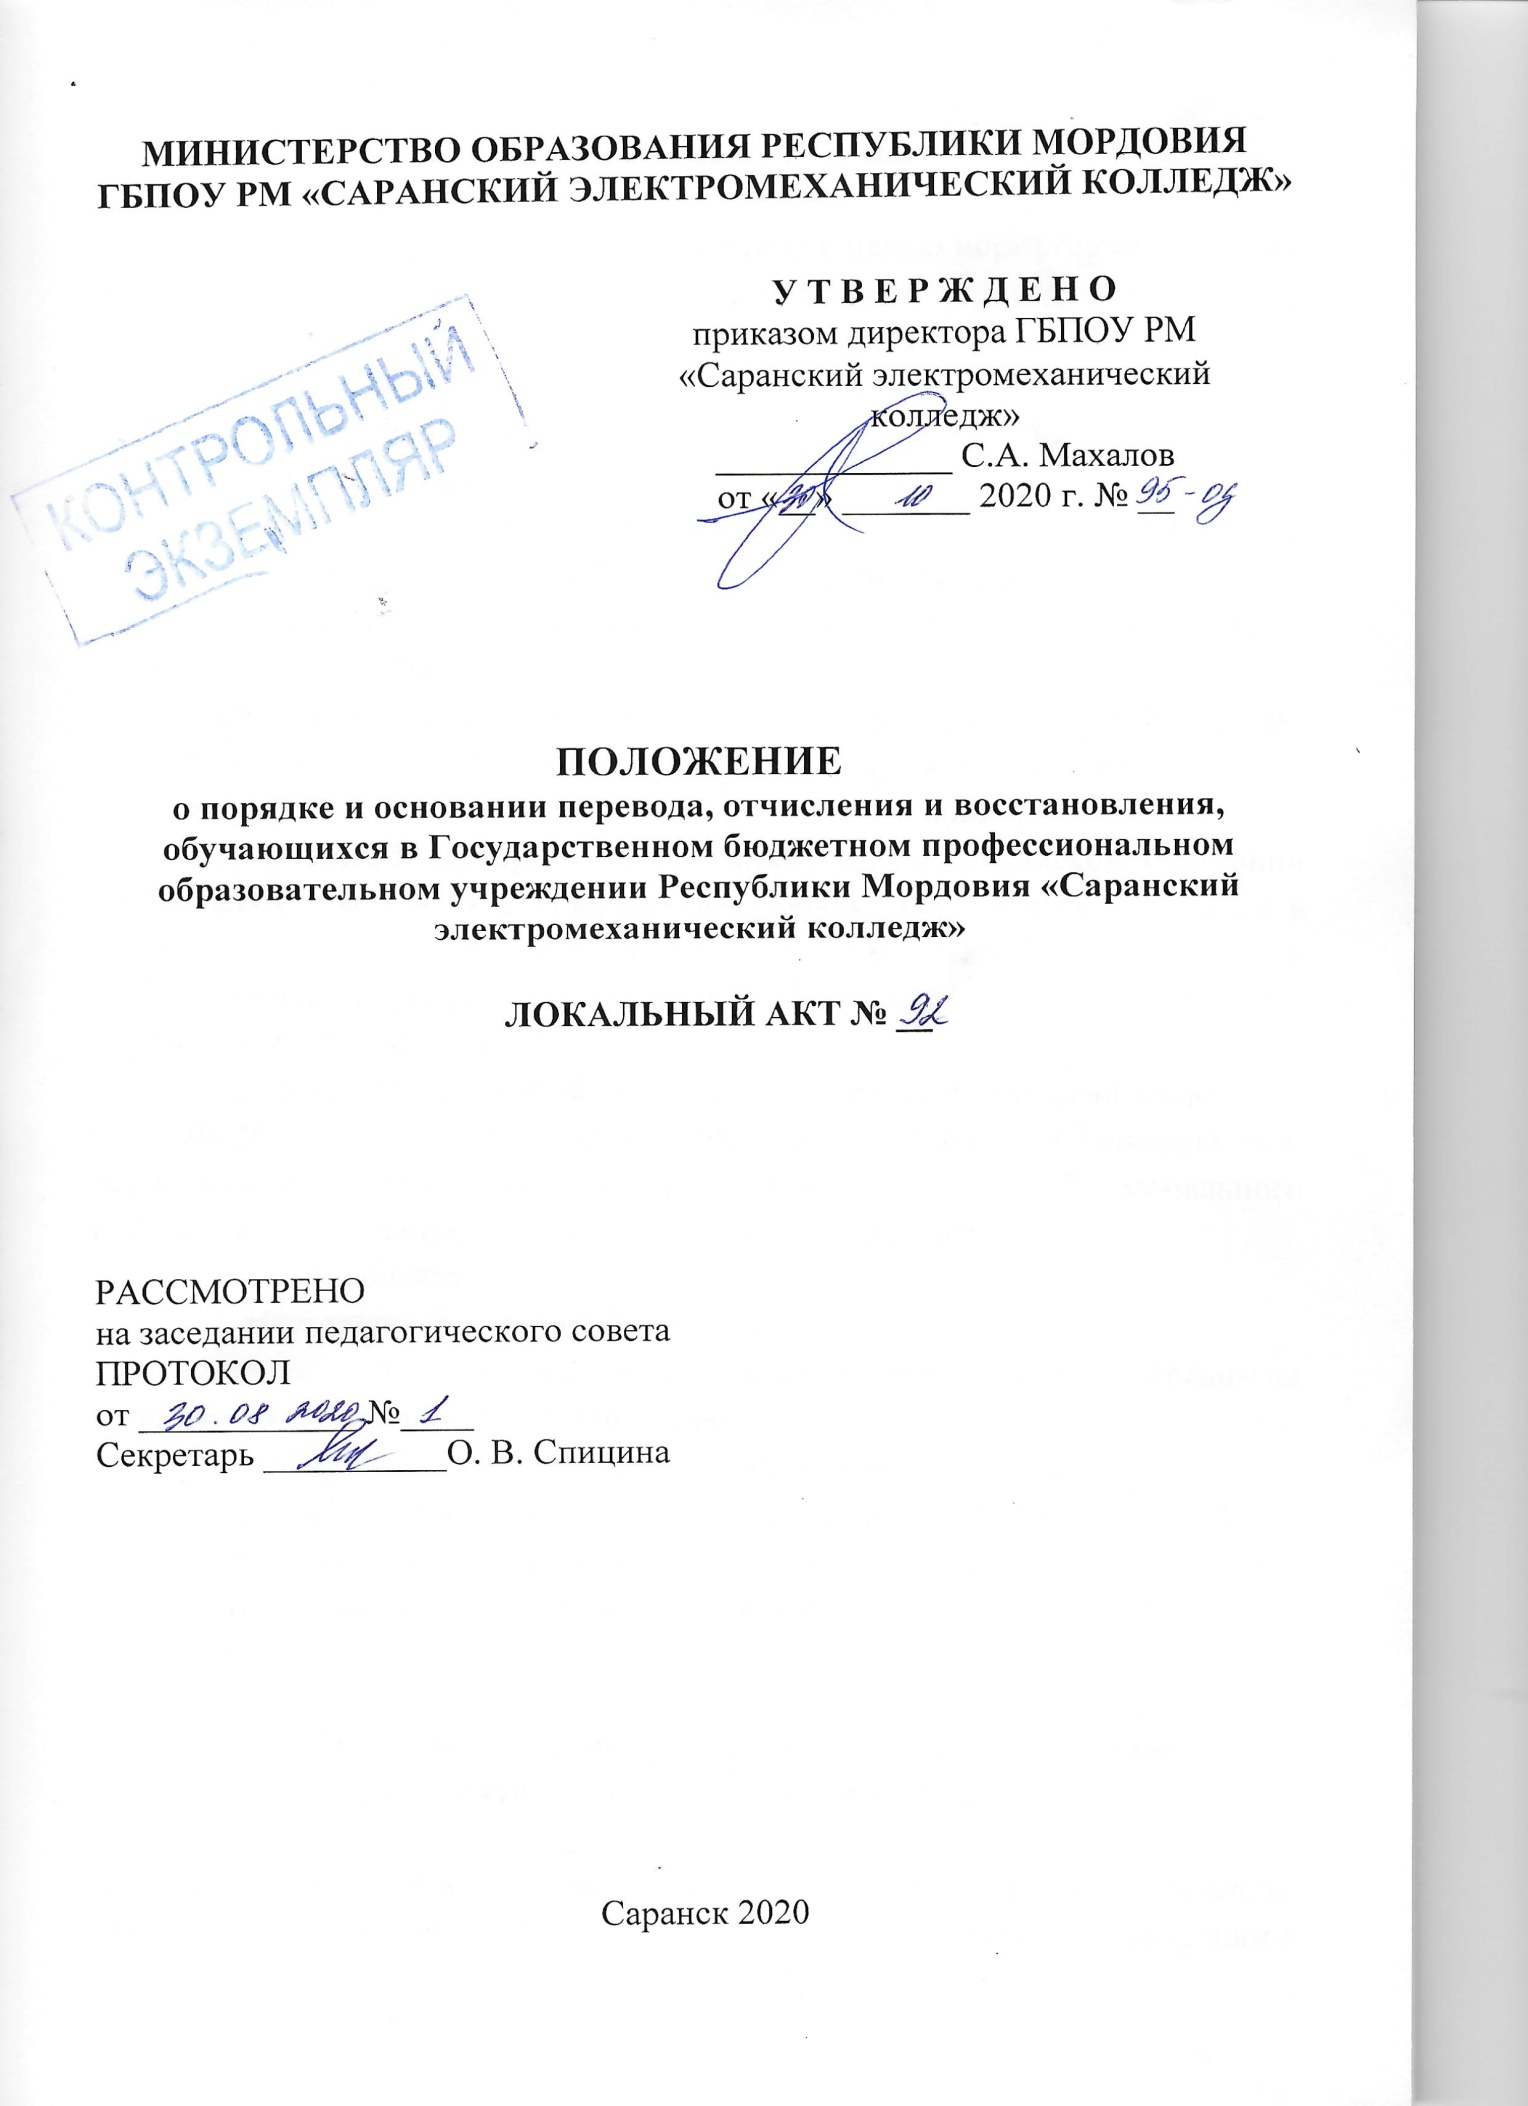 МИНИСТЕРСТВО ОБРАЗОВАНИЯ РЕСПУБЛИКИ МОРДОВИЯ
ГБПОУ РМ «САРАНСКИЙ ЭЛЕКТРОМЕХАНИЧЕСКИЙ КОЛЛЕДЖ»
У Т В Е Р Ж Д Е Н О
приказом директора ГБПОУ РМ
«Саранский электромеханический
колледж»
С.А. Махалов
от «30» 10 2020 г. № 95-од
КОНТРОЛЬНЫЙ
ЭКЗЕМПЛЯР
ПОЛОЖЕНИЕ
о порядке и основании перевода, отчисления и восстановления,
обучающихся в Государственном бюджетном профессиональном
образовательном учреждении Республики Мордовия «Саранский
электромеханический колледж»
ЛОКАЛЬНЫЙ АКТ № 92
РАССМОТРЕНО
на заседании педагогического совета
ПРОТОКОЛ
от 30.08 2020 № 1
Секретарь О. В. Спицина
Саранск 2020